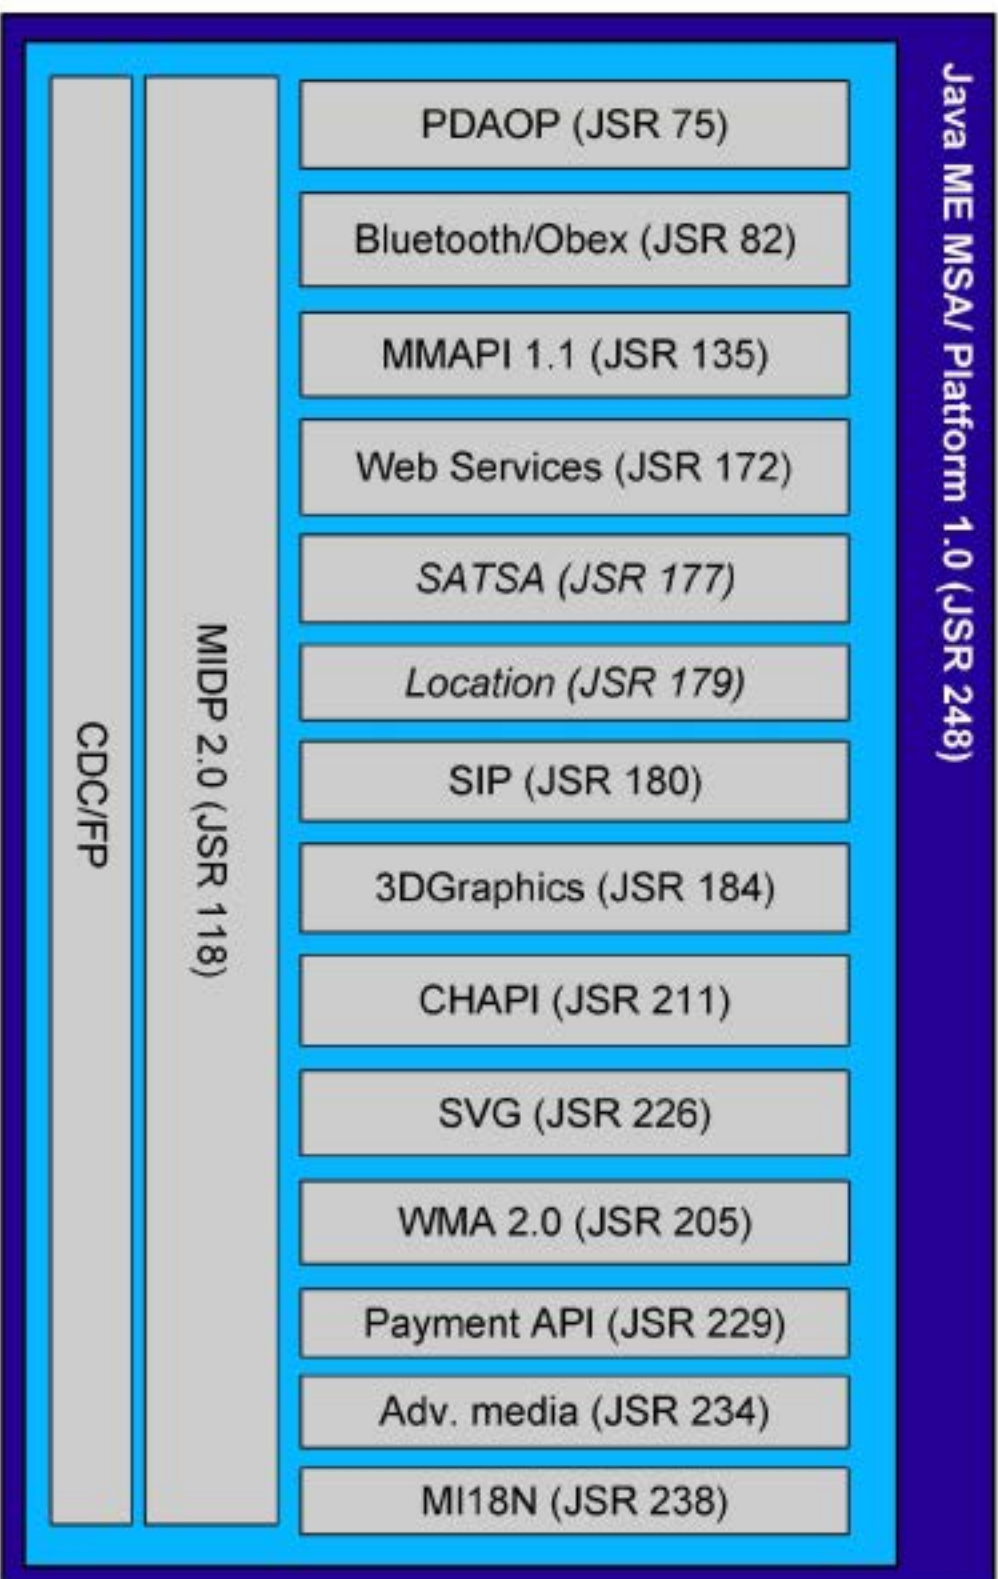 Java ME MSA/ Platform 1.0 (JSR 248)
PDAOP (JSR 75)
Bluetooth/Obex (JSR 82)
MMAPI 1.1 (JSR 135)
Web Services (JSR 172)
SATSA (JSR 177)
Location (JSR 179)
SIP (JSR 180)
3DGraphics (JSR 184)
CHAPI (JSR 211)
SVG (JSR 226)
WMA 2.0 (JSR 205)
Payment API (JSR 229)
Adv. media (JSR 234)
MI18N (JSR 238)
MIDP 2.0 (JSR 118)
CDC/FP